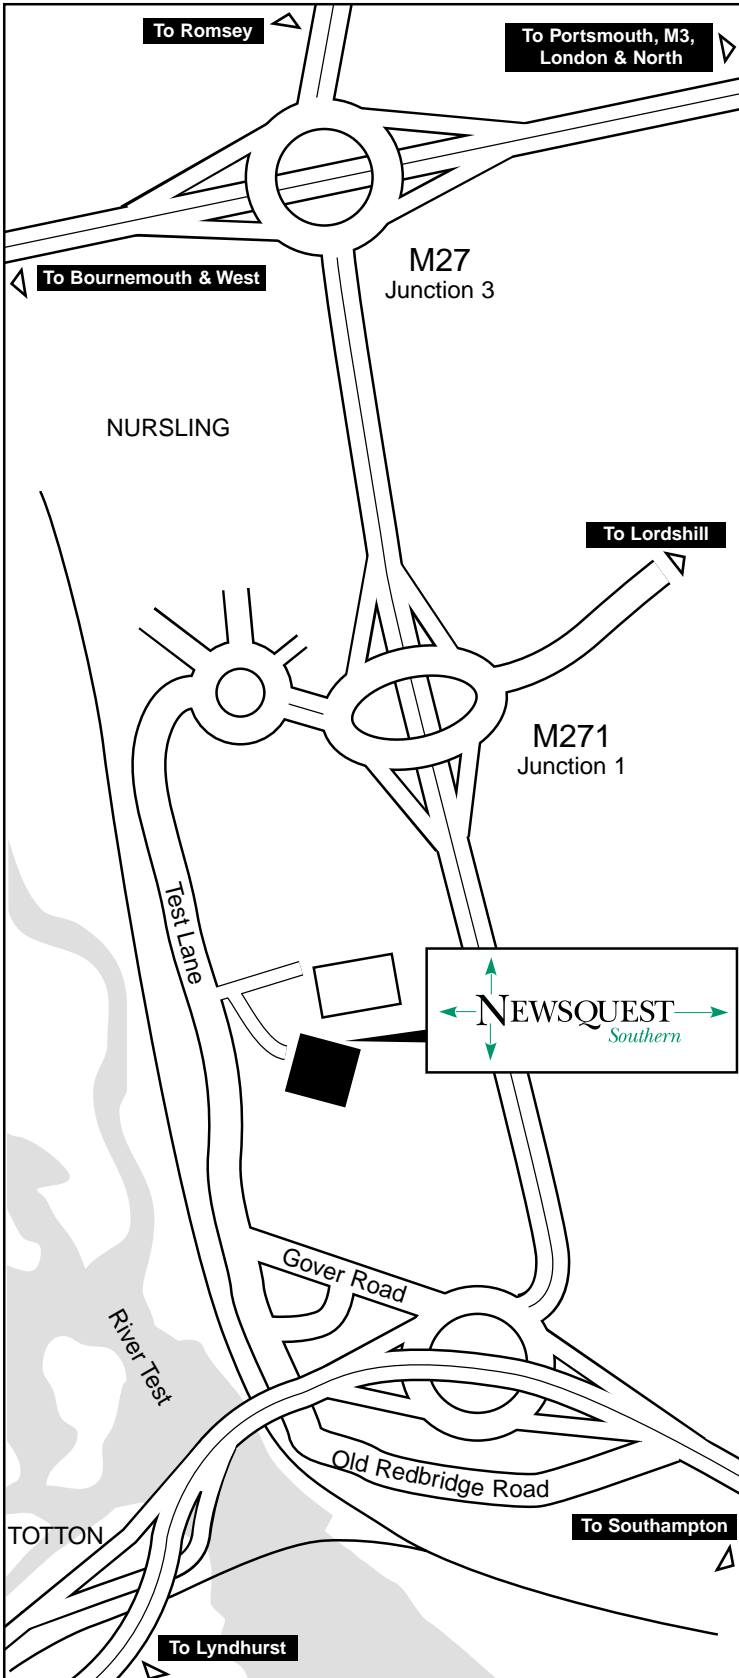 To Romsey
To Portsmouth, M3,
London & North
M27
Junction 3
To Bournemouth & West
NURSLING
To Lordshill
M271
Junction 1
Test Lane
NEWSQUEST
Southern
Gover Road
River Test
Old Redbridge Road
TOTTON
To Southampton
To Lyndhurst